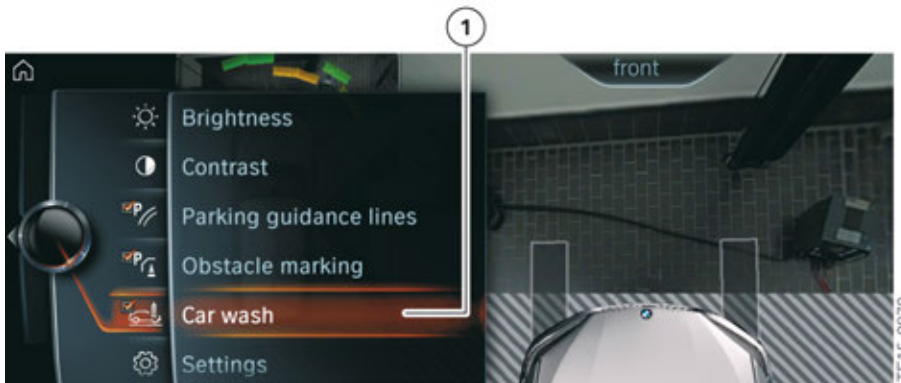 1
front
Brightness
Contrast
P Parking guidance lines
P Obstacle marking
Car wash
Settings